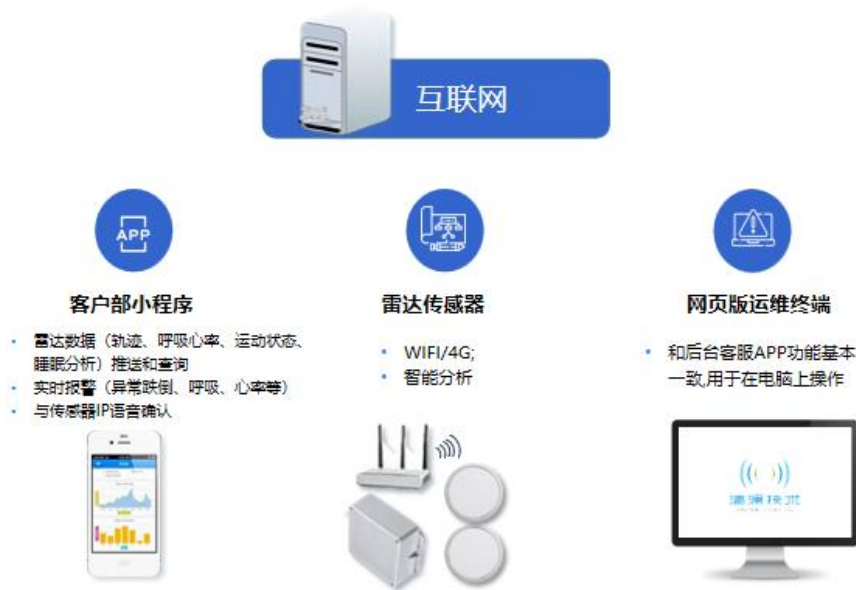 互联网
APP
客户部小程序
雷达传感器
网页版运维终端
• 雷达数据（轨迹、呼吸心率、运动状态、
睡眠分析）推送和查询
• 实时报警（异常跌倒、呼吸、心率等）
• 与传感器IP语音确认
• WIFI/4G;
• 智能分析
• 和后台客服APP功能基本
一致,用于在电脑上操作